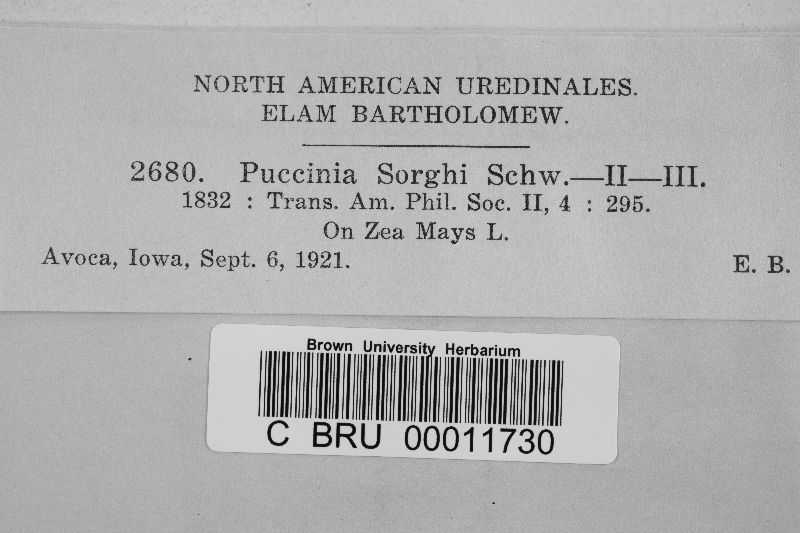 NORTH AMERICAN UREDINALES.
ELAM BARTHOLOMEW.
2680. Puccinia Sorghi Schw.—II—III.
1832 : Trans. Am. Phil. Soc. II, 4 : 295.
On Zea Mays L.
Avoca, Iowa, Sept. 6, 1921. E. B.
Brown University Herbarium
C BRU 00011730